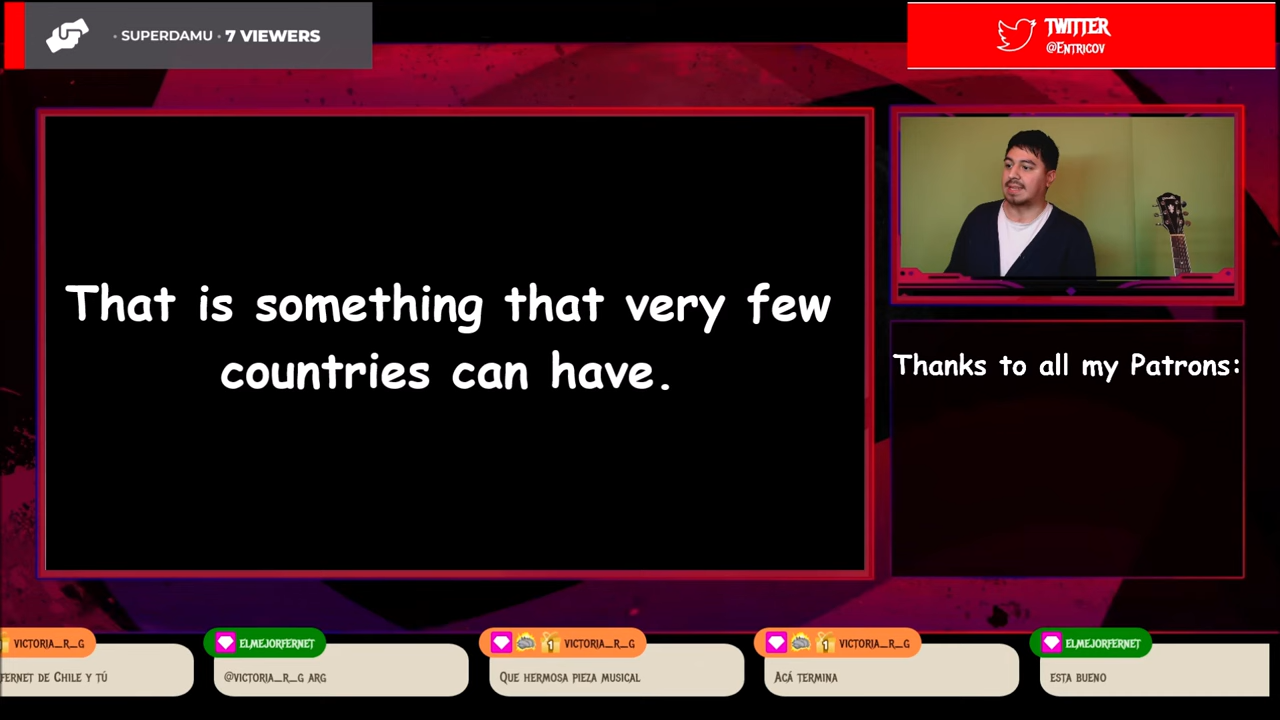 • SUPERDAMU • 7 VIEWERS
TWITTER
@ENTRICOV
That is something that very few
countries can have.
Thanks to all my Patrons:
VICTORIA_R_G
FERNET DE CHILE Y TÚ
ELMEJORFERNET
@VICTORIA_R_G ARG
1 VICTORIA_R_G
QUE HERMOSA PIEZA MUSICAL
1 VICTORIA_R_G
ACÁ TERMINA
ELMEJORFERNET
ESTA BUENO